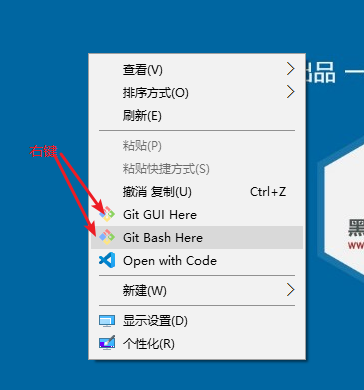 查看(V)
出品 一
排序方式(O)
刷新(E)
右键
粘贴(P)
粘贴快捷方式(S)
撤消 复制(U) Ctrl+Z
Git GUI Here
Git Bash Here
黑
www
Open with Code
新建(W)
显示设置(D)
个性化(R)